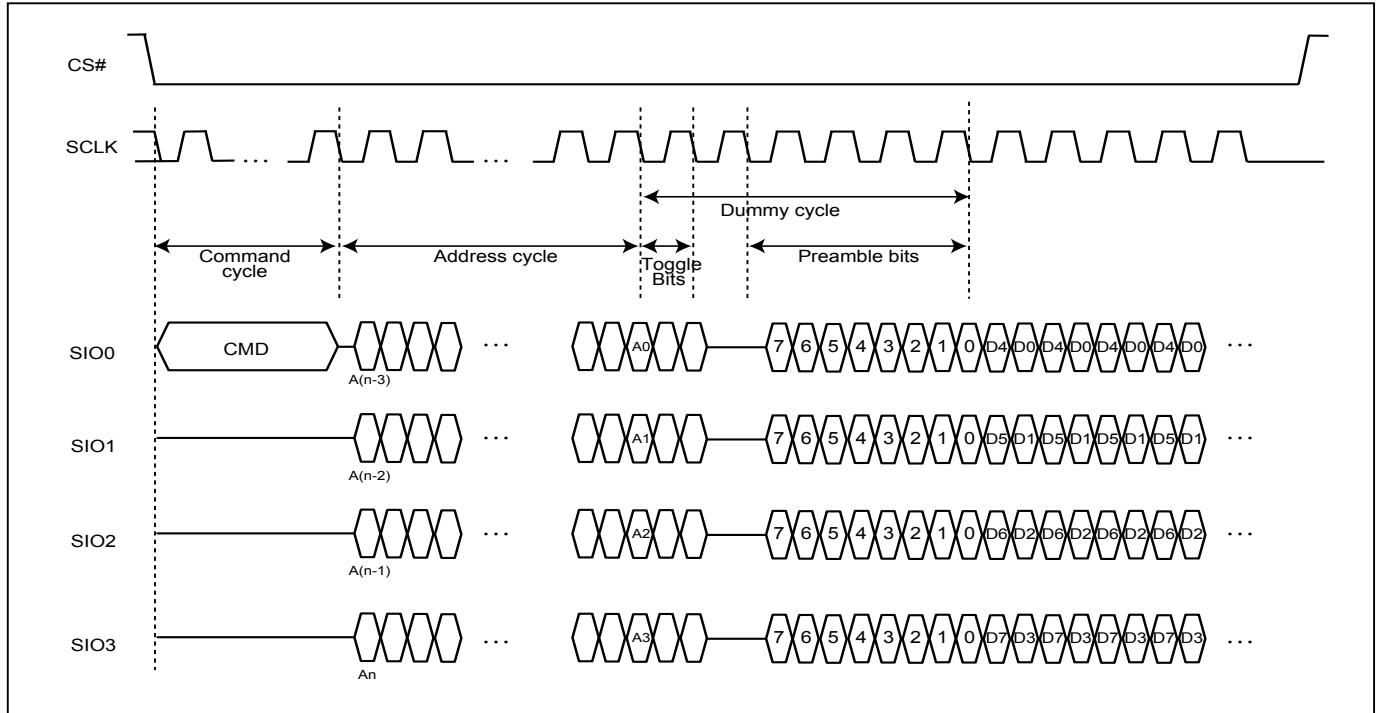 CS#
SCLK ... ...
Dummy cycle
Command cycle
Address cycle
Toggle Bits
Preamble bits
SIO0 CMD ... A0 7 6 5 4 3 2 1 0 D4 D0 D4 D0 D4 D0 D4 D0 ...
A(n-3)
SIO1 ... A1 7 6 5 4 3 2 1 0 D5 D1 D5 D1 D5 D1 D5 D1 ...
A(n-2)
SIO2 ... A2 7 6 5 4 3 2 1 0 D6 D2 D6 D2 D6 D2 D6 D2 ...
A(n-1)
SIO3 ... A3 7 6 5 4 3 2 1 0 D7 D3 D7 D3 D7 D3 D7 D3 ...
An